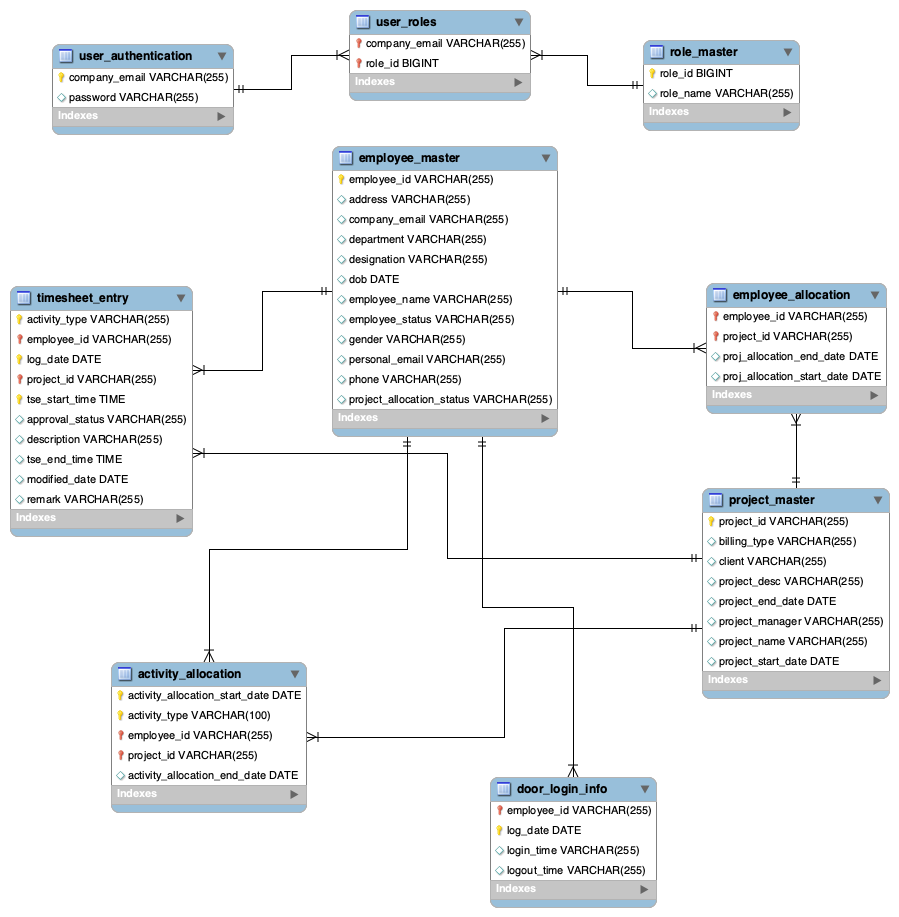 user_roles
company_email VARCHAR(255)
role_id BIGINT
Indexes
user_authentication
company_email VARCHAR(255)
password VARCHAR(255)
Indexes
role_master
role_id BIGINT
role_name VARCHAR(255)
Indexes
employee_master
employee_id VARCHAR(255)
address VARCHAR(255)
company_email VARCHAR(255)
department VARCHAR(255)
designation VARCHAR(255)
dob DATE
employee_name VARCHAR(255)
employee_status VARCHAR(255)
gender VARCHAR(255)
personal_email VARCHAR(255)
phone VARCHAR(255)
project_allocation_status VARCHAR(255)
Indexes
timesheet_entry
activity_type VARCHAR(255)
employee_id VARCHAR(255)
log_date DATE
project_id VARCHAR(255)
tse_start_time TIME
approval_status VARCHAR(255)
description VARCHAR(255)
tse_end_time TIME
modified_date DATE
remark VARCHAR(255)
Indexes
employee_allocation
employee_id VARCHAR(255)
project_id VARCHAR(255)
proj_allocation_end_date DATE
proj_allocation_start_date DATE
Indexes
project_master
project_id VARCHAR(255)
billing_type VARCHAR(255)
client VARCHAR(255)
project_desc VARCHAR(255)
project_end_date DATE
project_manager VARCHAR(255)
project_name VARCHAR(255)
project_start_date DATE
Indexes
activity_allocation
activity_allocation_start_date DATE
activity_type VARCHAR(100)
employee_id VARCHAR(255)
project_id VARCHAR(255)
activity_allocation_end_date DATE
Indexes
door_login_info
employee_id VARCHAR(255)
log_date DATE
login_time VARCHAR(255)
logout_time VARCHAR(255)
Indexes